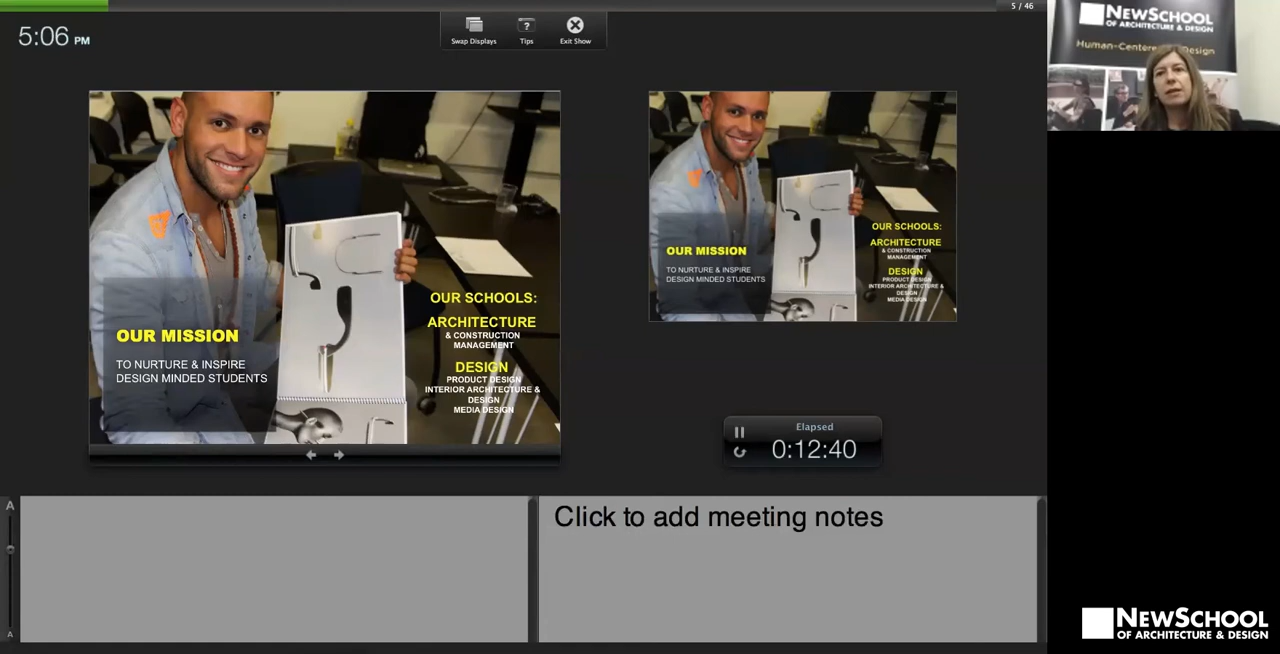 5 / 46
5:06 PM
Swap Displays
Tips
Exit Show
NEWSCHOOL
OF ARCHITECTURE & DESIGN
OUR MISSION
TO NURTURE & INSPIRE
DESIGN MINDED STUDENTS
OUR SCHOOLS:
ARCHITECTURE
& CONSTRUCTION
MANAGEMENT
DESIGN
PRODUCT DESIGN
INTERIOR ARCHITECTURE &
DESIGN
MEDIA DESIGN
OUR MISSION
TO NURTURE & INSPIRE
DESIGN MINDED STUDENTS
OUR SCHOOLS:
ARCHITECTURE
& CONSTRUCTION
MANAGEMENT
DESIGN
PRODUCT DESIGN
INTERIOR ARCHITECTURE &
DESIGN
MEDIA DESIGN
Elapsed
0:12:40
A
A
Click to add meeting notes
NEWSCHOOL
OF ARCHITECTURE & DESIGN